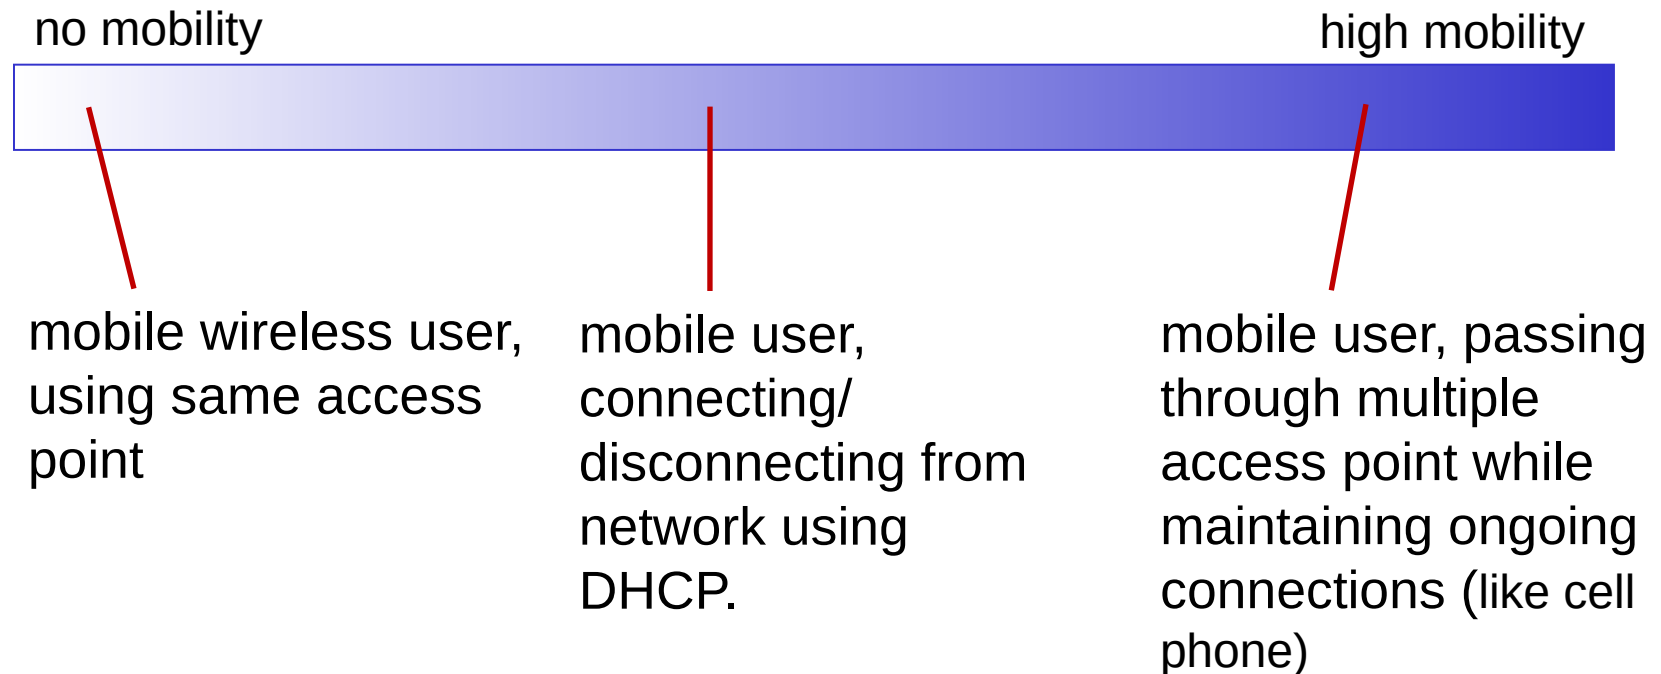 no mobility
high mobility
mobile wireless user,
using same access
point
mobile user,
connecting/
disconnecting from
network using
DHCP.
mobile user, passing
through multiple
access point while
maintaining ongoing
connections (like cell
phone)